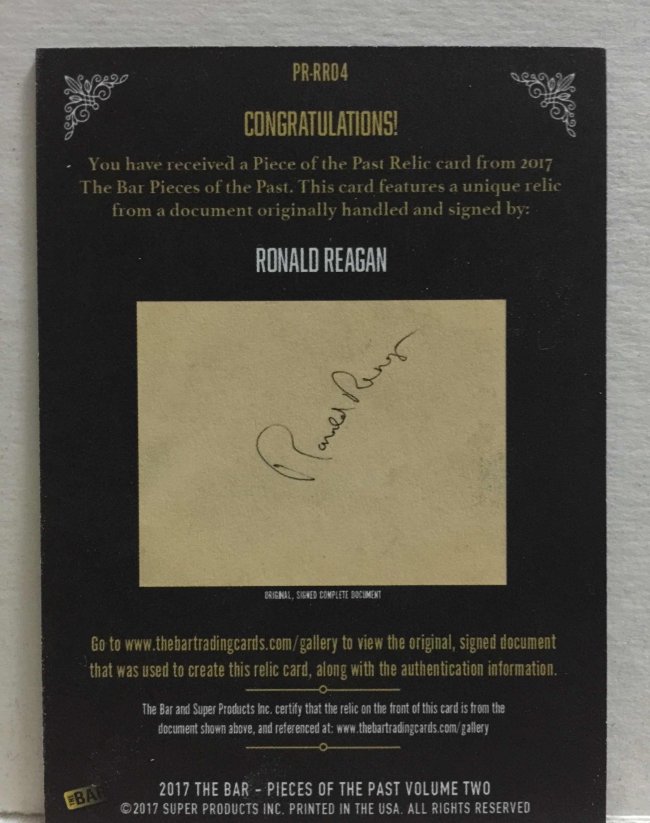 PR-RR04
CONGRATULATIONS!
You have received a Piece of the Past Relic card from 2017
The Bar Pieces of the Past. This card features a unique relic
from a document originally handled and signed by:
RONALD REAGAN
Ronald Reagan
ORIGINAL, SIGNED COMPLETE DOCUMENT
Go to www.thebartradingcards.com/gallery to view the original, signed document
that was used to create this relic card, along with the authentication information.
The Bar and Super Products Inc. certify that the relic on the front of this card is from the
document shown above, and referenced at: www.thebartradingcards.com/gallery
THE BAR
2017 THE BAR - PIECES OF THE PAST VOLUME TWO
©2017 SUPER PRODUCTS INC. PRINTED IN THE USA. ALL RIGHTS RESERVED